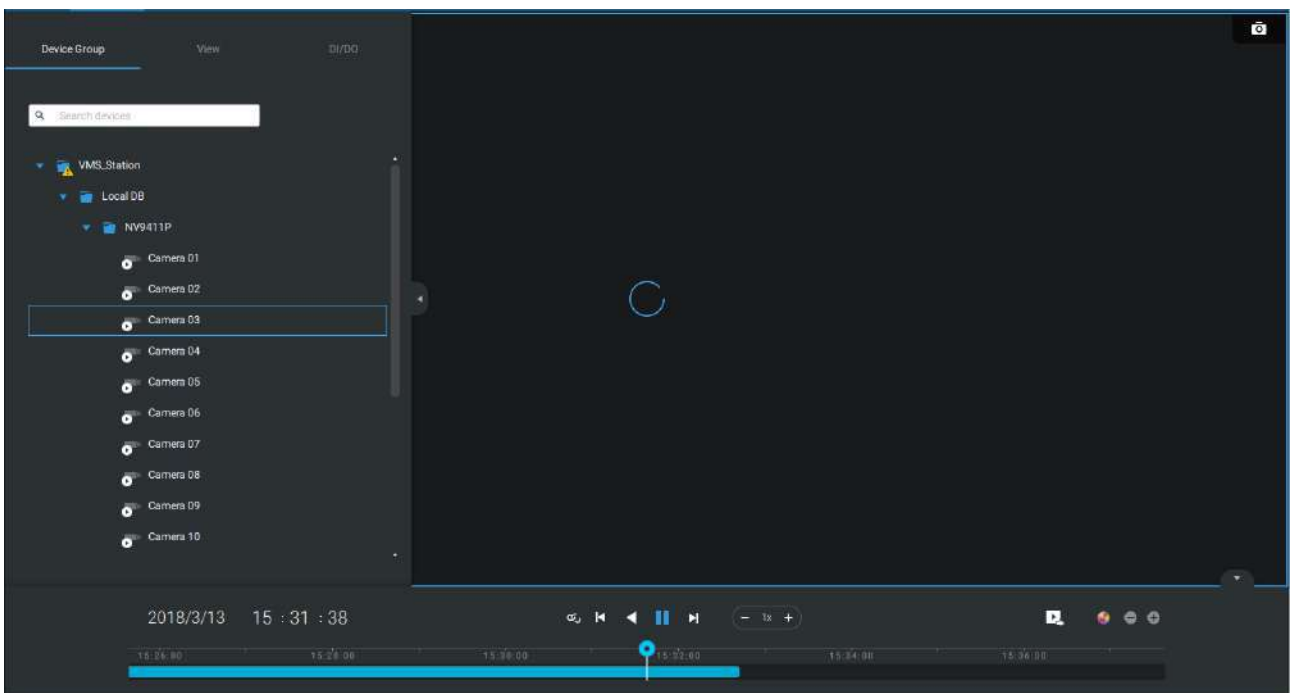 Device Group View DI/DO
Search devices
VMS_Station
Local DB
NV9411P
Camera 01
Camera 02
Camera 03
Camera 04
Camera 05
Camera 06
Camera 07
Camera 08
Camera 09
Camera 10
2018/3/13 15 : 31 : 38
1x
15:26:00 15:28:00 15:30:00 15:32:00 15:34:00 15:36:00